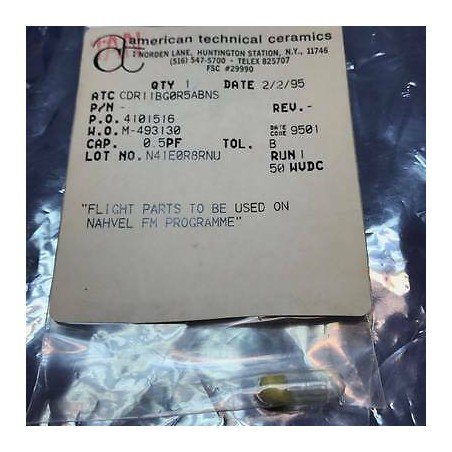 american technical ceramics
1 NORDEN LANE, HUNTINGTON STATION, N.Y., 11746
(516) 547-5700 - TELEX 825707
FSC #29990
QTY 1 DATE 2/2/95
ATC CDR11BG0R5ABNS
P/N - REV.-
P.O. 4101516
W.O. M-493130 DATE CODE 9501
CAP. 0.5PF TOL. B
LOT NO. N41E0R8RNU RUN 1
50 WVDC
"FLIGHT PARTS TO BE USED ON
NAHVEL FM PROGRAMME"